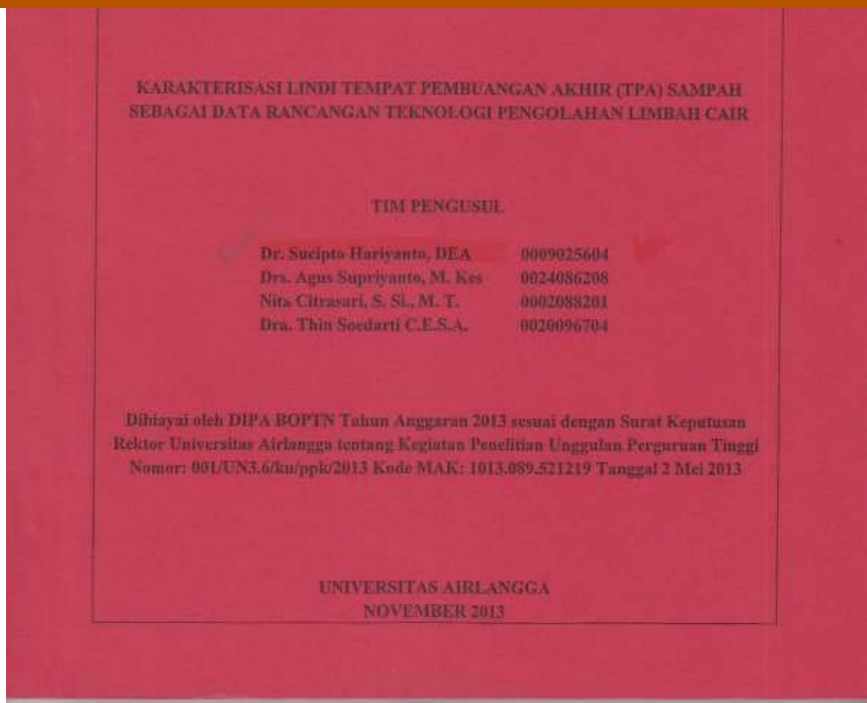 KARAKTERISASI LINDI TEMPAT PEMBUANGAN AKHIR (TPA) SAMPAH
SEBAGAI DATA RANCANGAN TEKNOLOGI PENGOLAHAN LIMBAH CAIR
TIM PENGUSUL
Dr. Sucipto Hariyanto, DEA 0009025604
Drs. Agus Supriyanto, M. Kes 0024086208
Nita Citrasari, S. Si., M. T. 0002088201
Dra. Thin Soedarti C.E.S.A. 0020096704
Dibiayai oleh DIPA BOPTN Tahun Anggaran 2013 sesuai dengan Surat Keputusan
Rektor Universitas Airlangga tentang Kegiatan Penelitian Unggulan Perguruan Tinggi
Nomor: 001/UN3.6/ku/ppk/2013 Kode MAK: 1013.089.521219 Tanggal 2 Mei 2013
UNIVERSITAS AIRLANGGA
NOVEMBER 2013